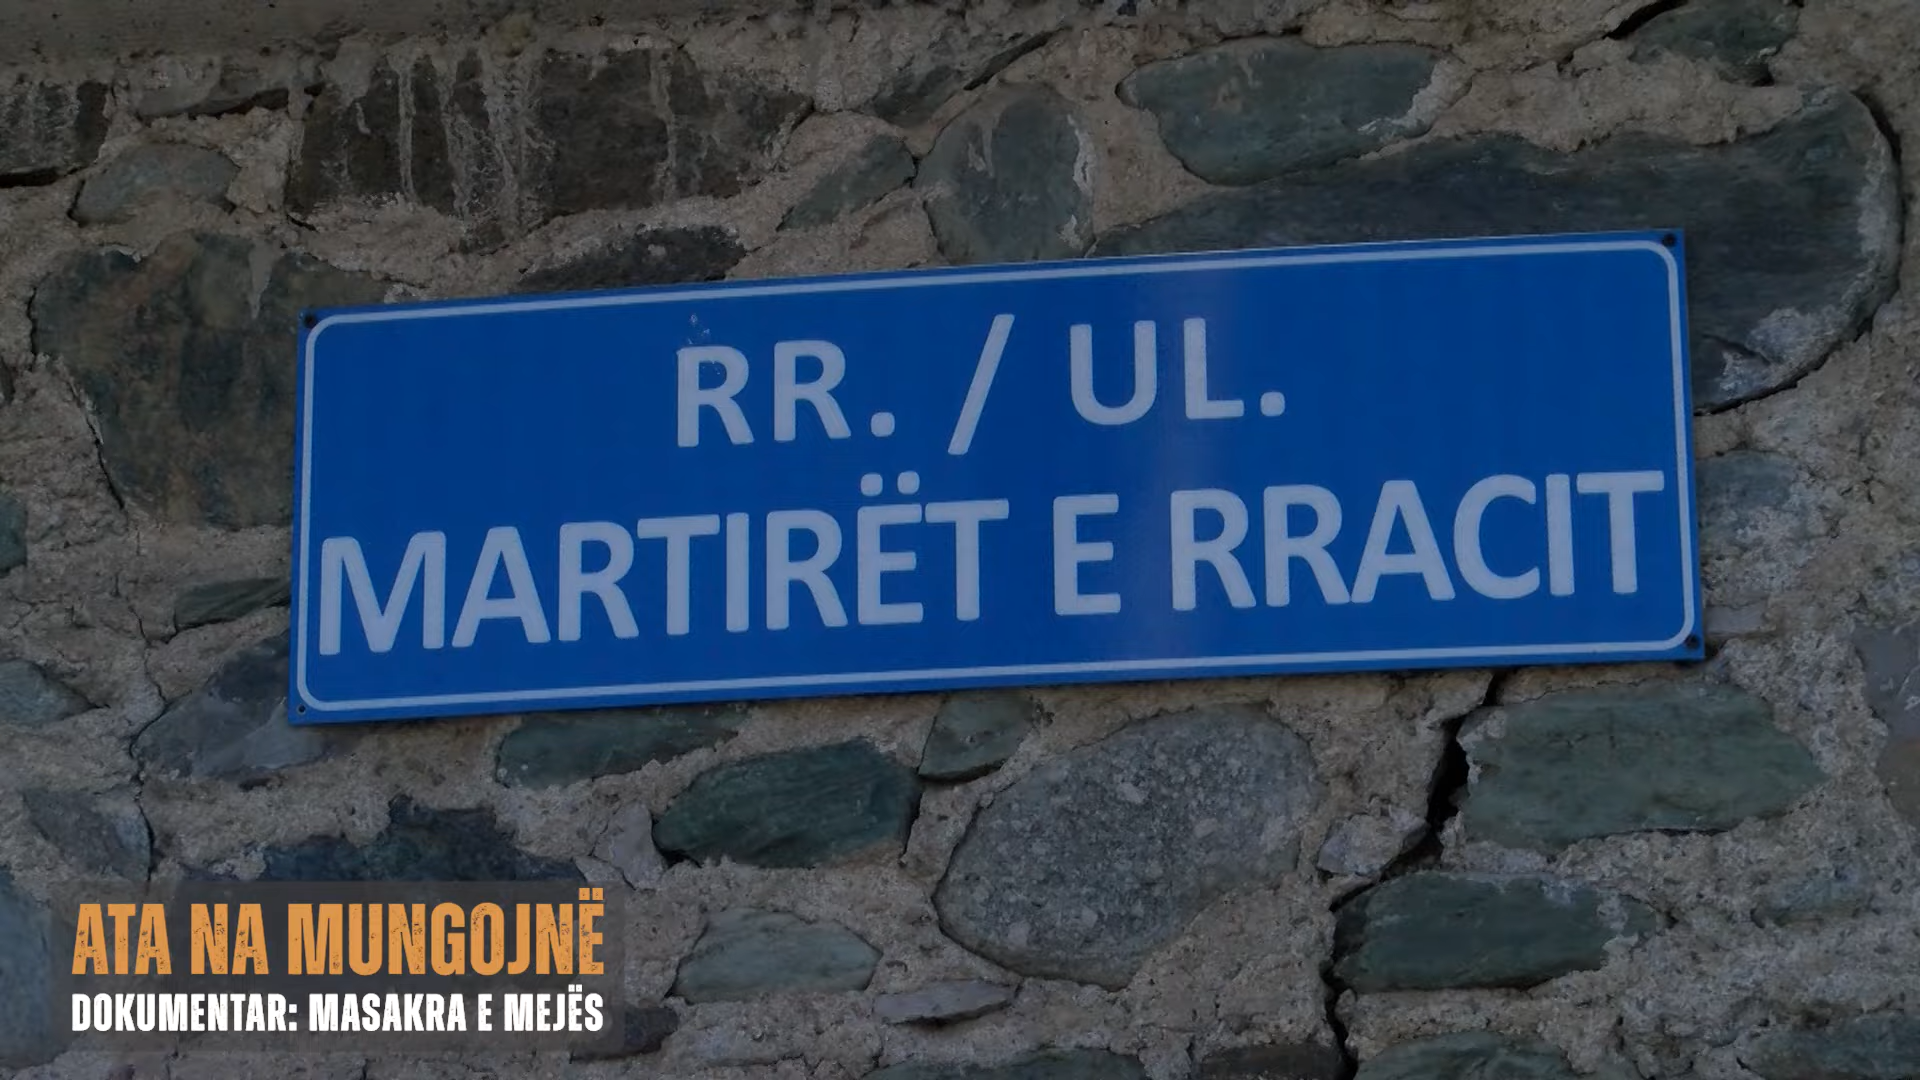 RR. / UL.
MARTIRËT E RRACIT
ATA NA MUNGOJNË
DOKUMENTAR: MASAKRA E MEJËS